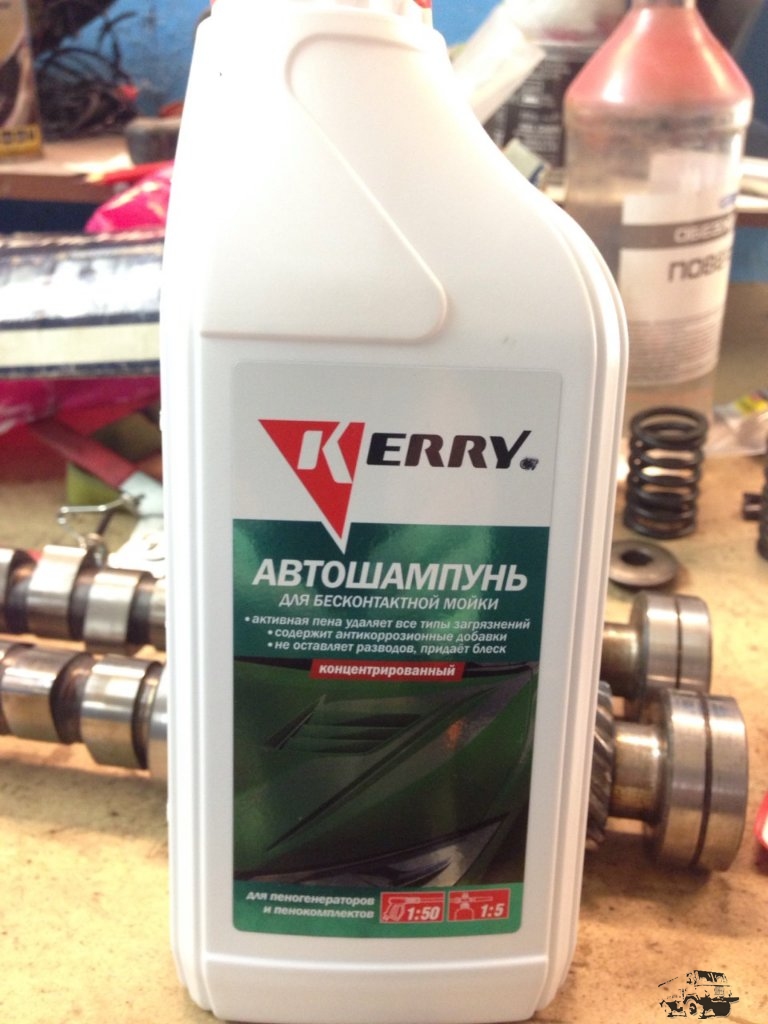 KERRY
АВТОШАМПУНЬ
ДЛЯ БЕСКОНТАКТНОЙ МОЙКИ
• активная пена удаляет все типы загрязнений
• содержит антикоррозионные добавки
• не оставляет разводов, придаёт блеск
концентрированный
для пеногенераторов
и пенокомплектов
1:50
1:5